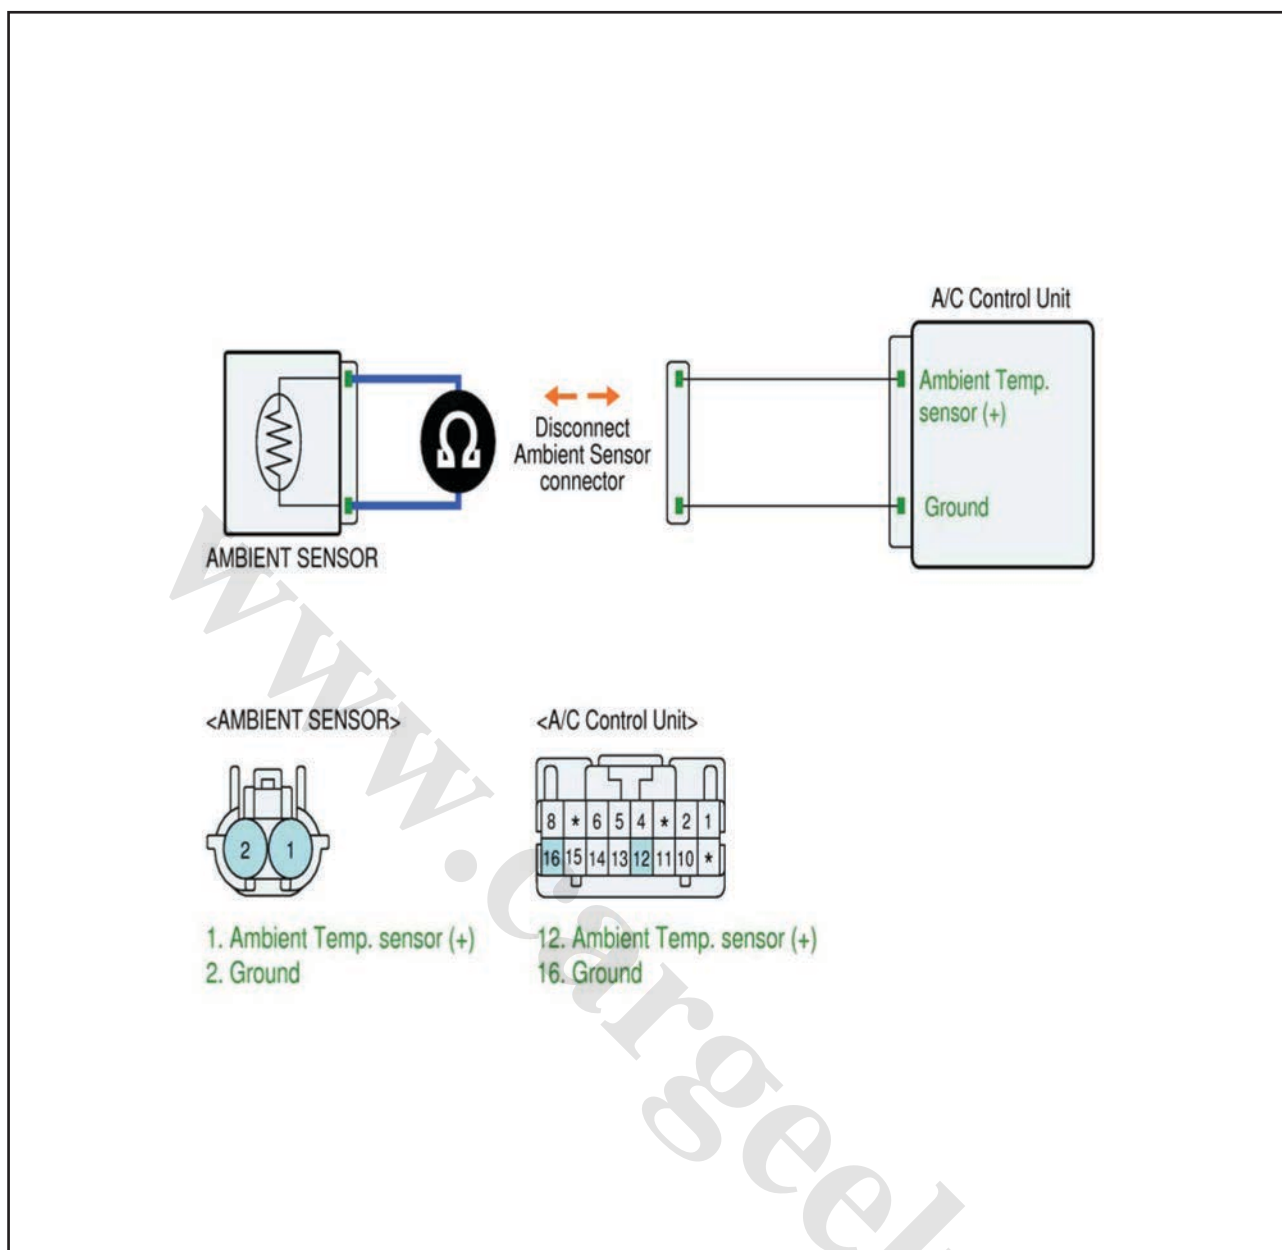 A/C Control Unit
Ambient Temp.
sensor (+)
Ω
Disconnect
Ambient Sensor
connector
Ground
AMBIENT SENSOR
<AMBIENT SENSOR>
<A/C Control Unit>
8 * 6 5 4 * 2 1
16 15 14 13 12 11 10 *
2 1
1. Ambient Temp. sensor (+)
2. Ground
12. Ambient Temp. sensor (+)
16. Ground
www.cargeek